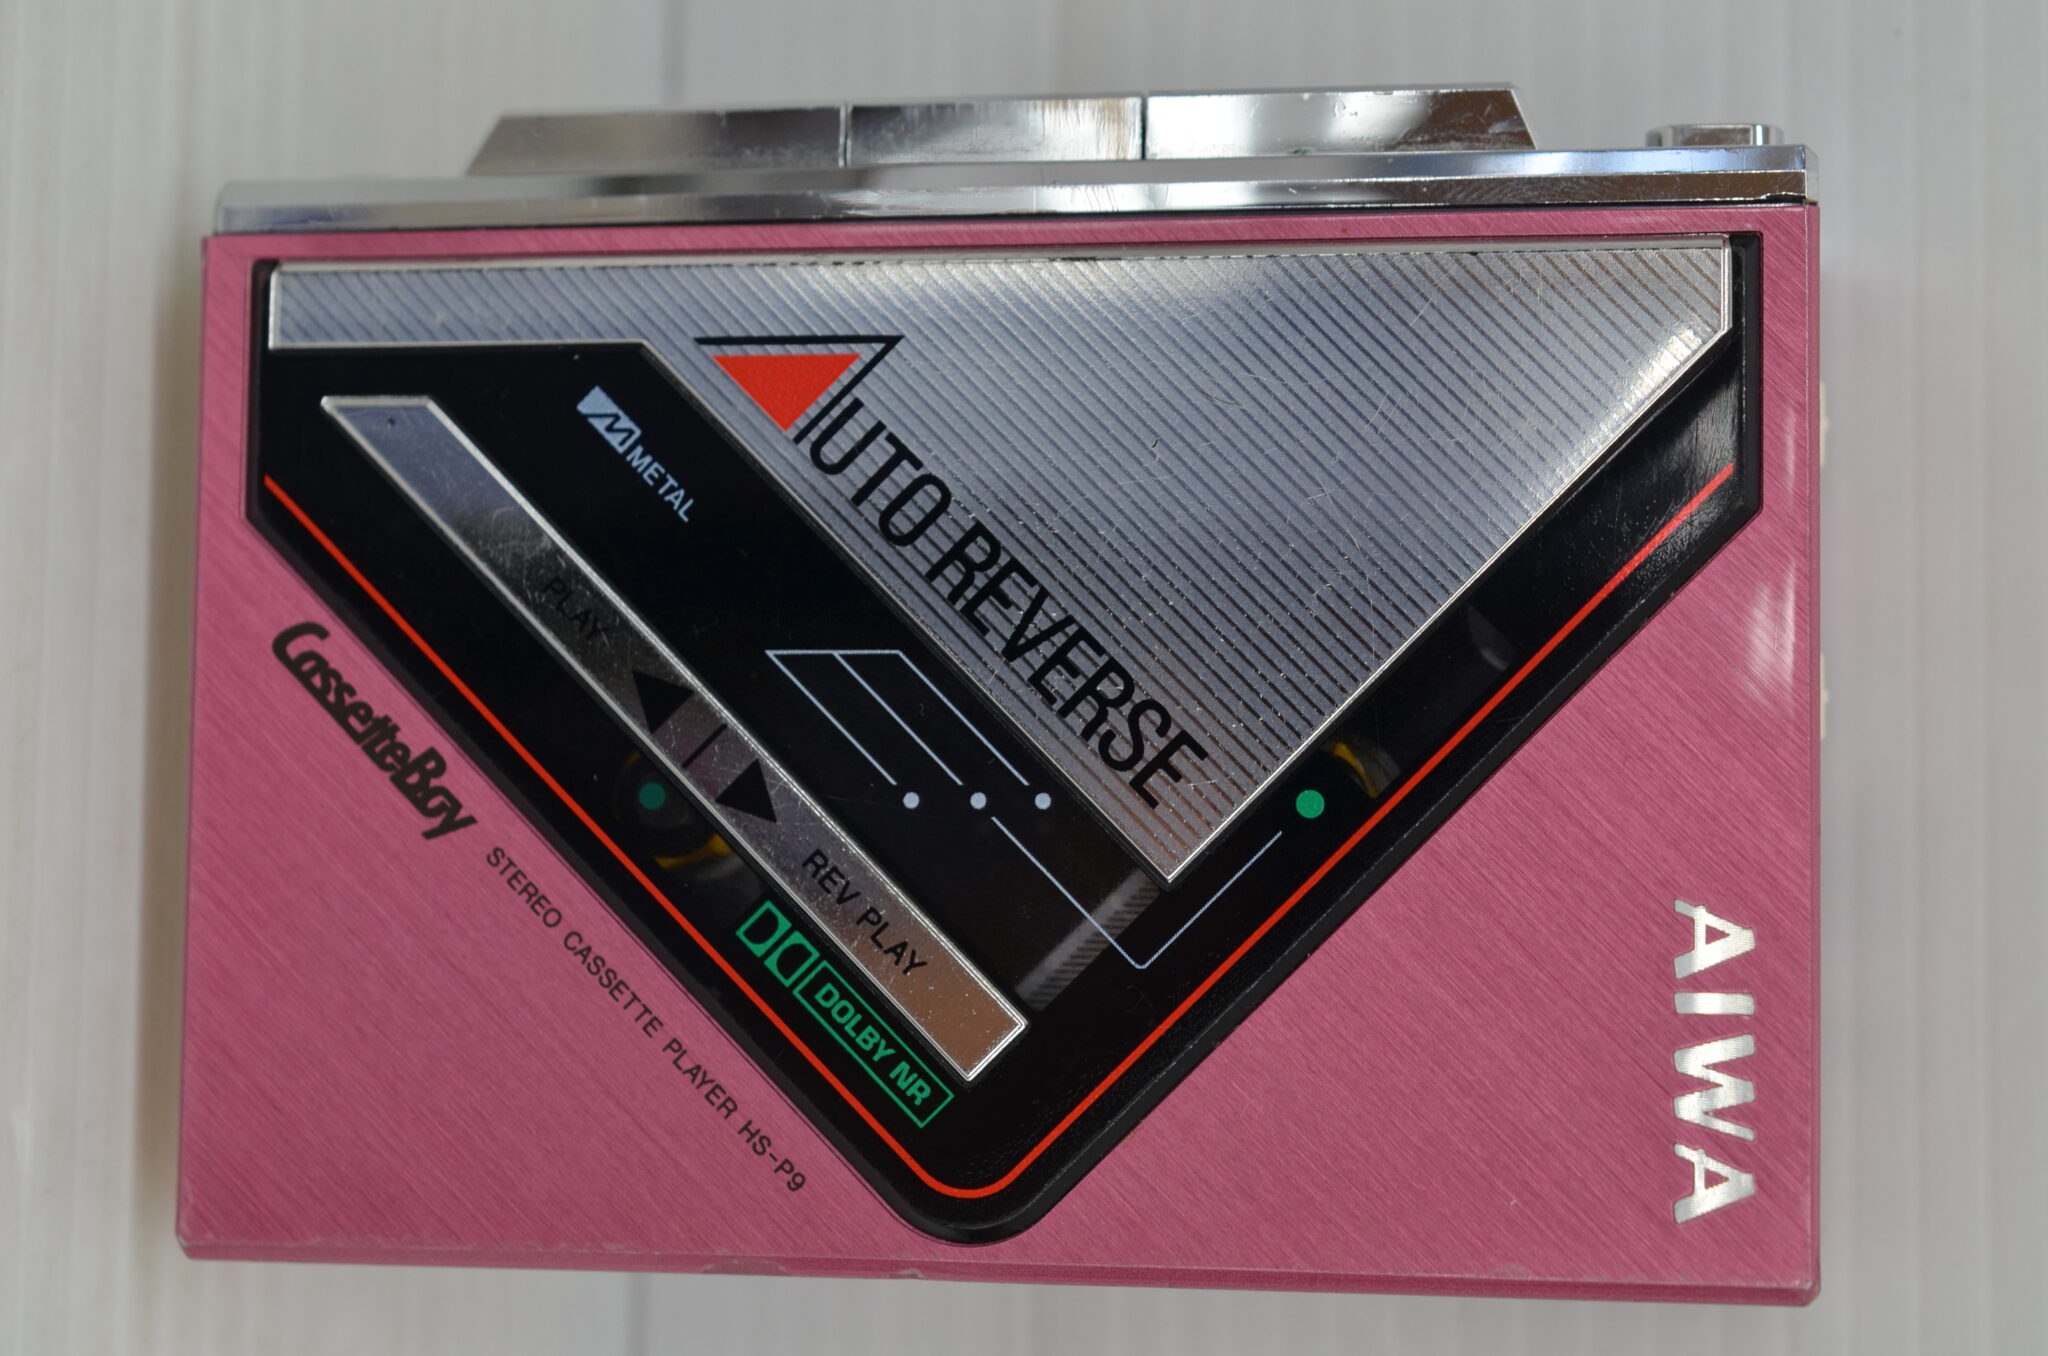 AUTO REVERSE
METAL
PLAY
REV PLAY
DOLBY NR
CassetteBoy
STEREO CASSETTE PLAYER HS-P9
AIWA